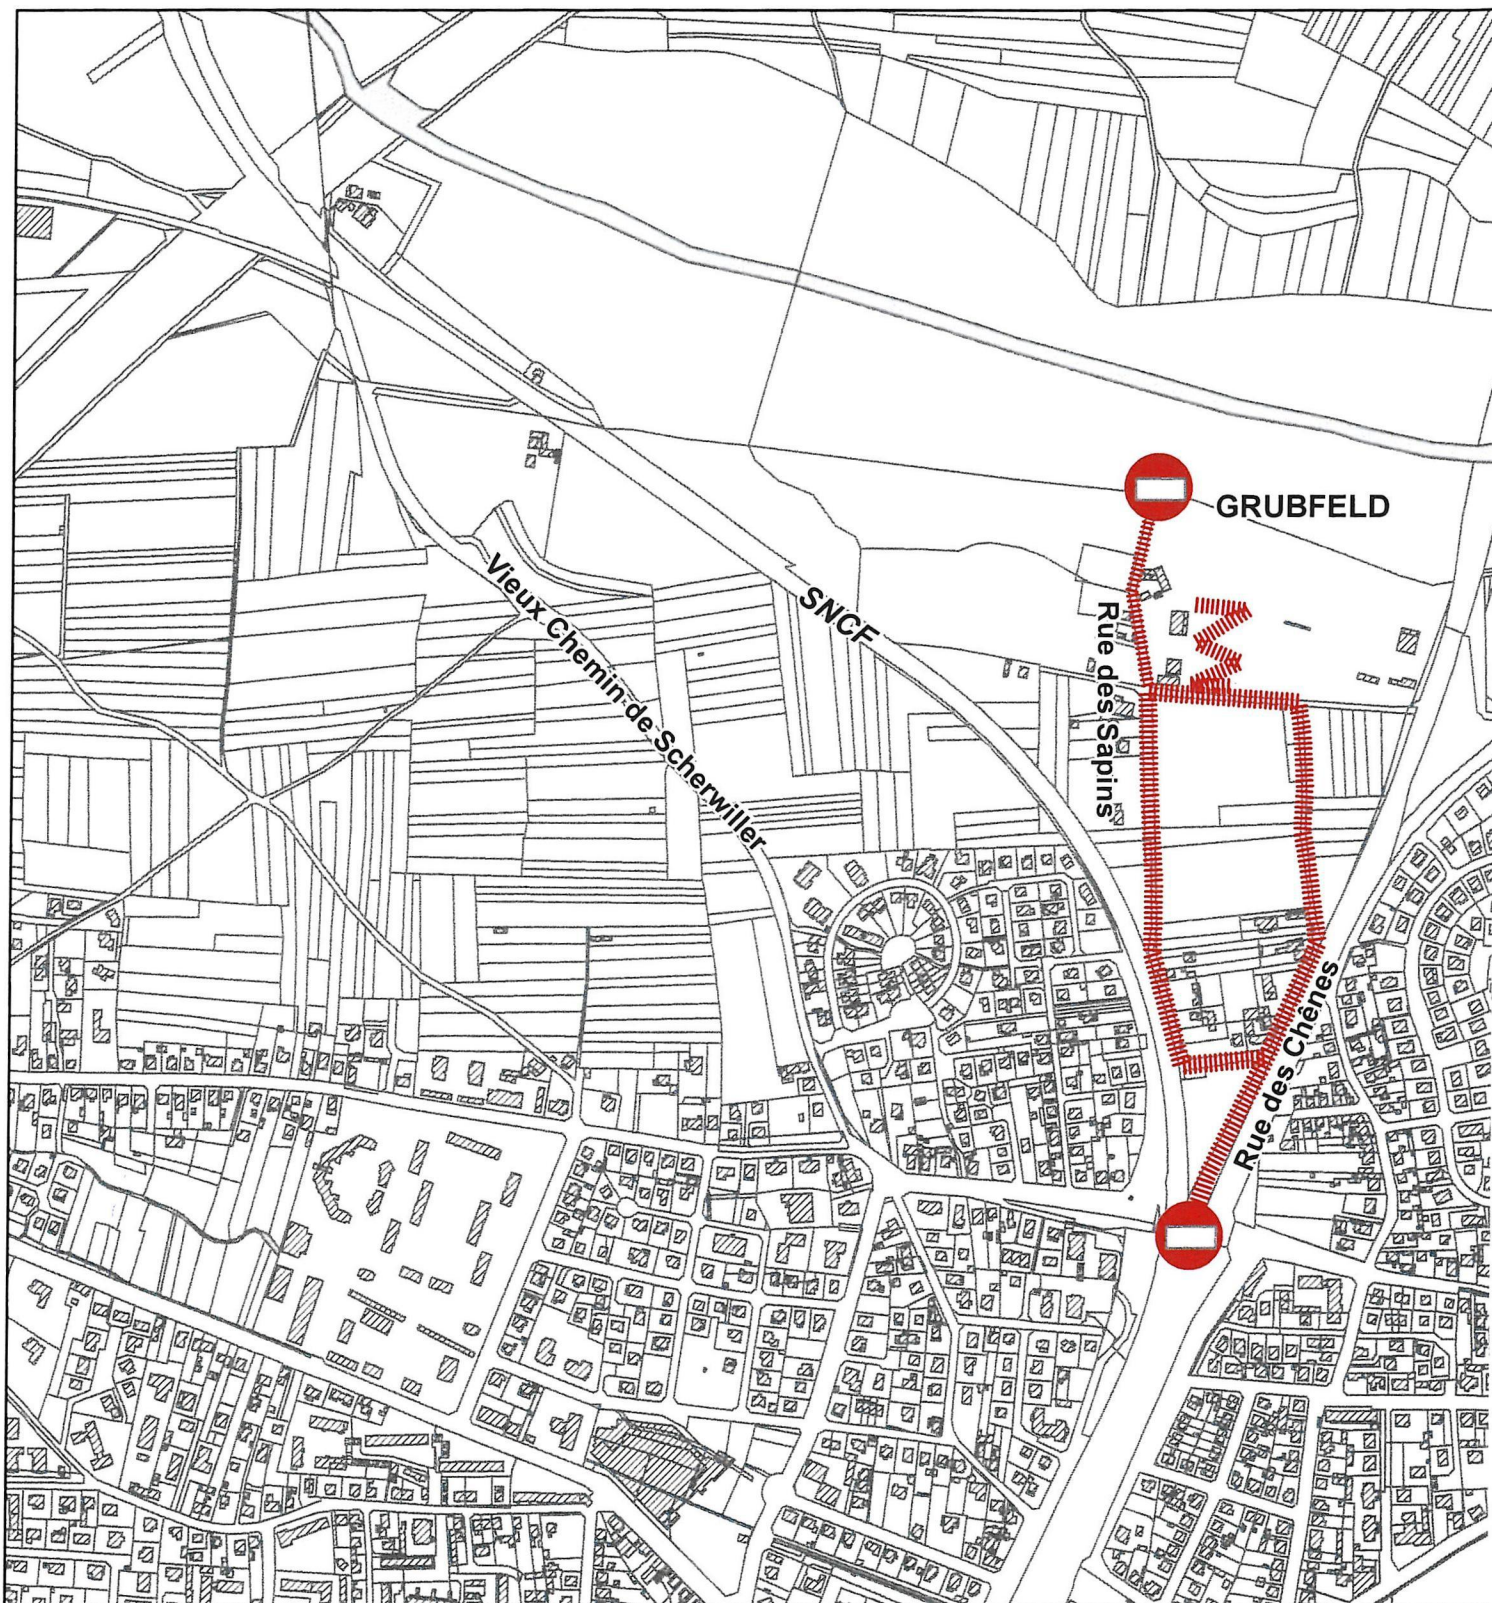 GRUBFELD
Rue des Sapins
SNCF
Vieux Chemin de Scherwiller
Rue des Chênes